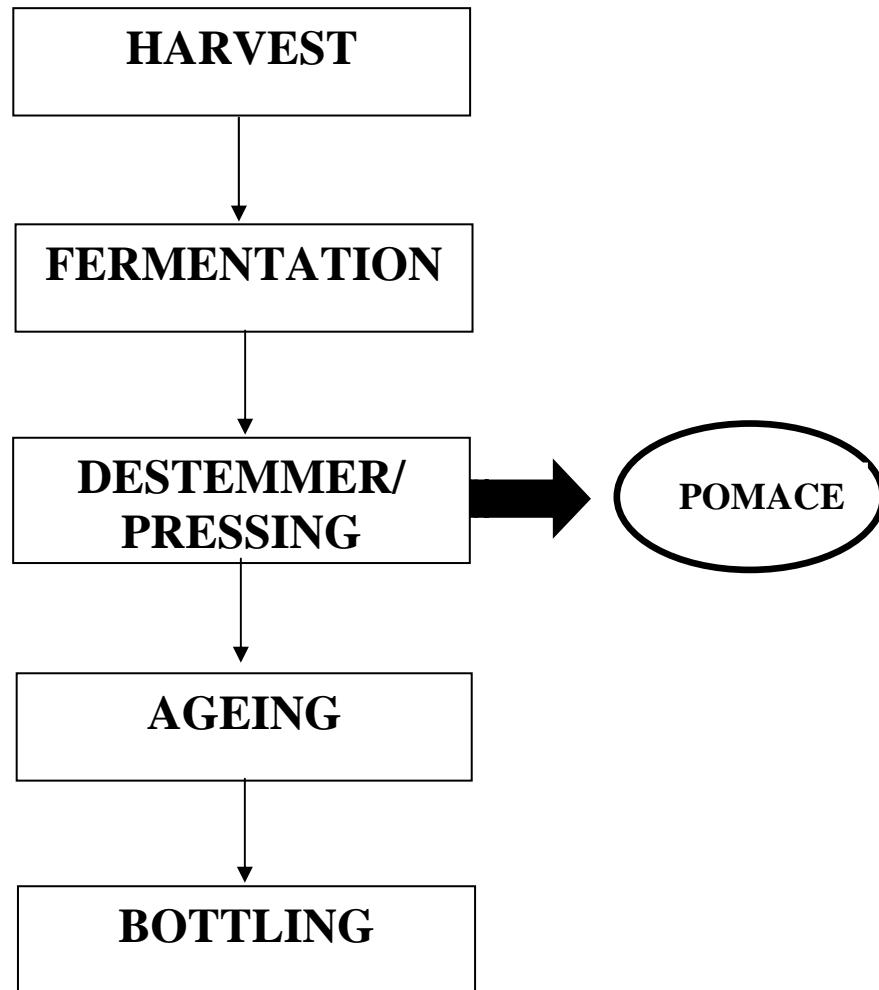 HARVEST
FERMENTATION
DESTEMMER/
PRESSING
POMACE
AGEING
BOTTLING